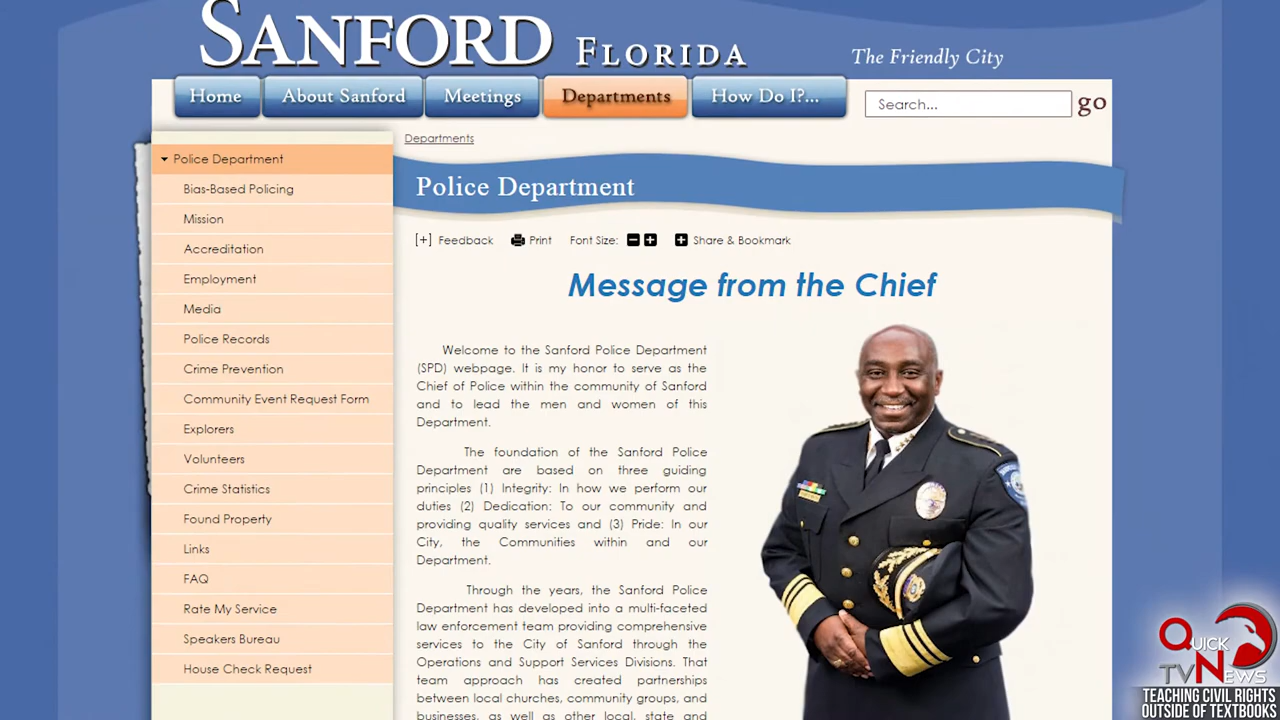 SANFORD FLORIDA
The Friendly City
Home
About Sanford
Meetings
Departments
How Do I?...
Search...
go
Departments
Police Department
Bias-Based Policing
Mission
Accreditation
Employment
Media
Police Records
Crime Prevention
Community Event Request Form
Explorers
Volunteers
Crime Statistics
Found Property
Links
FAQ
Rate My Service
Speakers Bureau
House Check Request
Police Department
[+] Feedback
Print
Font Size:
Share & Bookmark
Message from the Chief
Welcome to the Sanford Police Department
(SPD) webpage. It is my honor to serve as the
Chief of Police within the community of Sanford
and to lead the men and women of this
Department.
The foundation of the Sanford Police
Department are based on three guiding
principles (1) Integrity: In how we perform our
duties (2) Dedication: To our community and
providing quality services and (3) Pride: In our
City, the Communities within and our
Department.
Through the years, the Sanford Police
Department has developed into a multi-faceted
law enforcement team providing comprehensive
services to the City of Sanford through the
Operations and Support Services Divisions. That
team approach has created partnerships
between local churches, community groups, and
businesses, as well as other local, state and
QUICK
TVNEWS
TEACHING CIVIL RIGHTS
OUTSIDE OF TEXTBOOKS